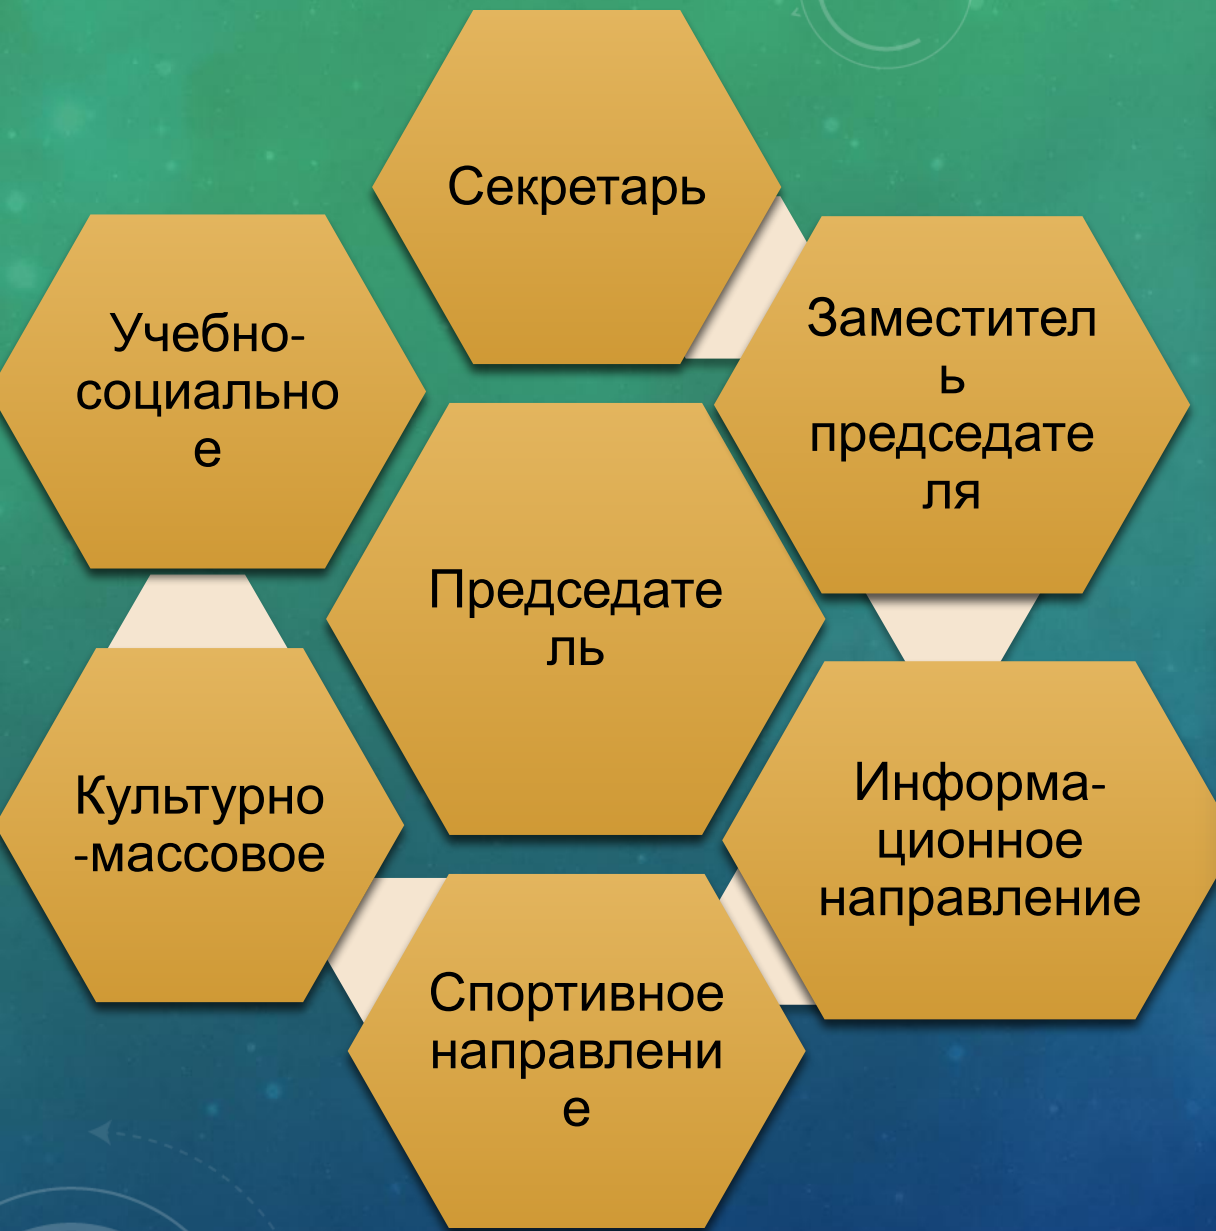 Секретарь
Учебно-
социально
е
Заместител
ь
председате
ля
Председате
ль
Культурно
-массовое
Информа-
ционное
направление
Спортивное
направлени
е